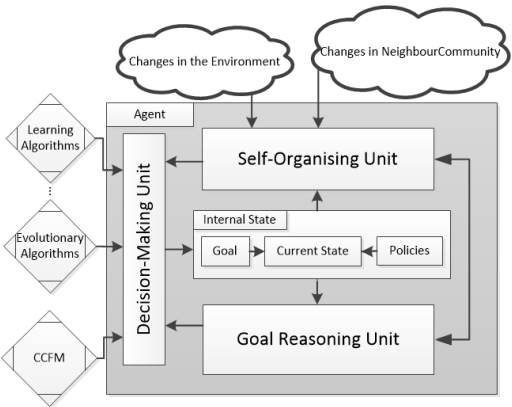 Changes in the Environment
Changes in NeighbourCommunity
Agent
Learning
Algorithms
Self-Organising Unit
Decision-Making Unit
Internal State
Goal
Current State
Policies
Evolutionary
Algorithms
Goal Reasoning Unit
CCFM